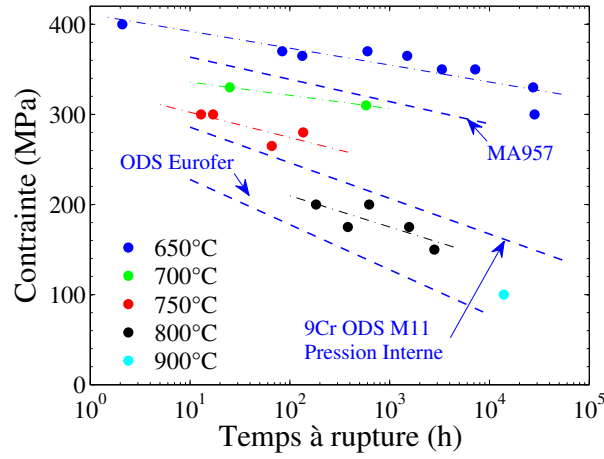 400
300
200
100
0
Contrainte (MPa)
ODS Eurofer
MA957
9Cr ODS M11
Pression Interne
650°C
700°C
750°C
800°C
900°C
10^0 10^1 10^2 10^3 10^4 10^5
Temps à rupture (h)